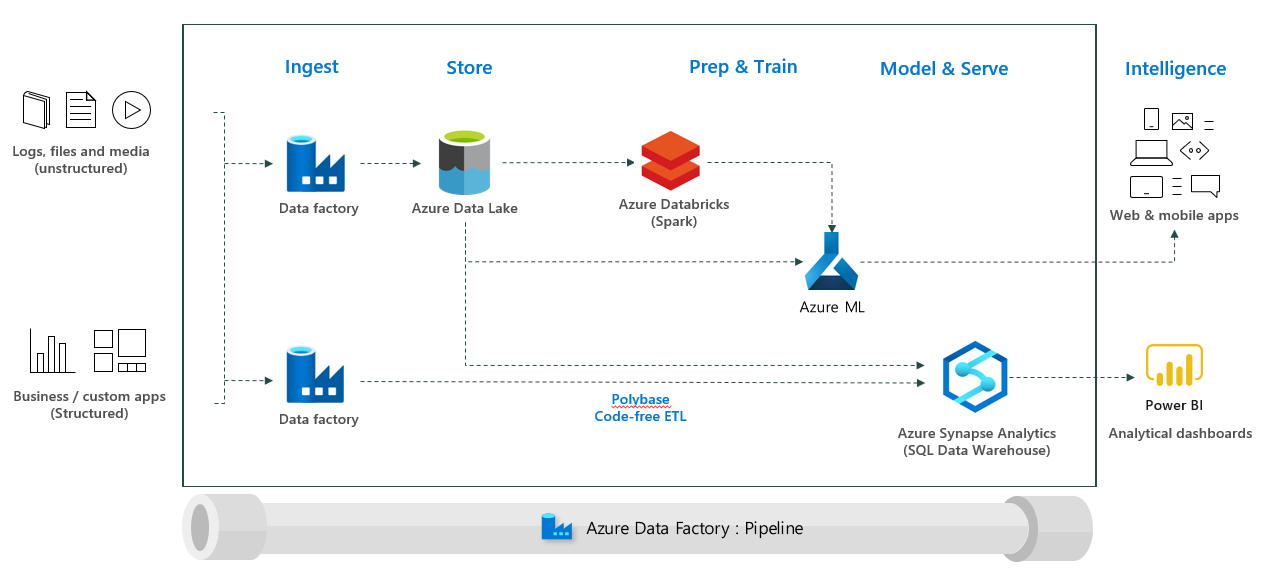 Ingest
Store
Prep & Train
Model & Serve
Intelligence
Logs, files and media
(unstructured)
Data factory
Azure Data Lake
Azure Databricks
(Spark)
Web & mobile apps
Azure ML
Business / custom apps
(Structured)
Data factory
Polybase
Code-free ETL
Azure Synapse Analytics
(SQL Data Warehouse)
Power BI
Analytical dashboards
Azure Data Factory : Pipeline